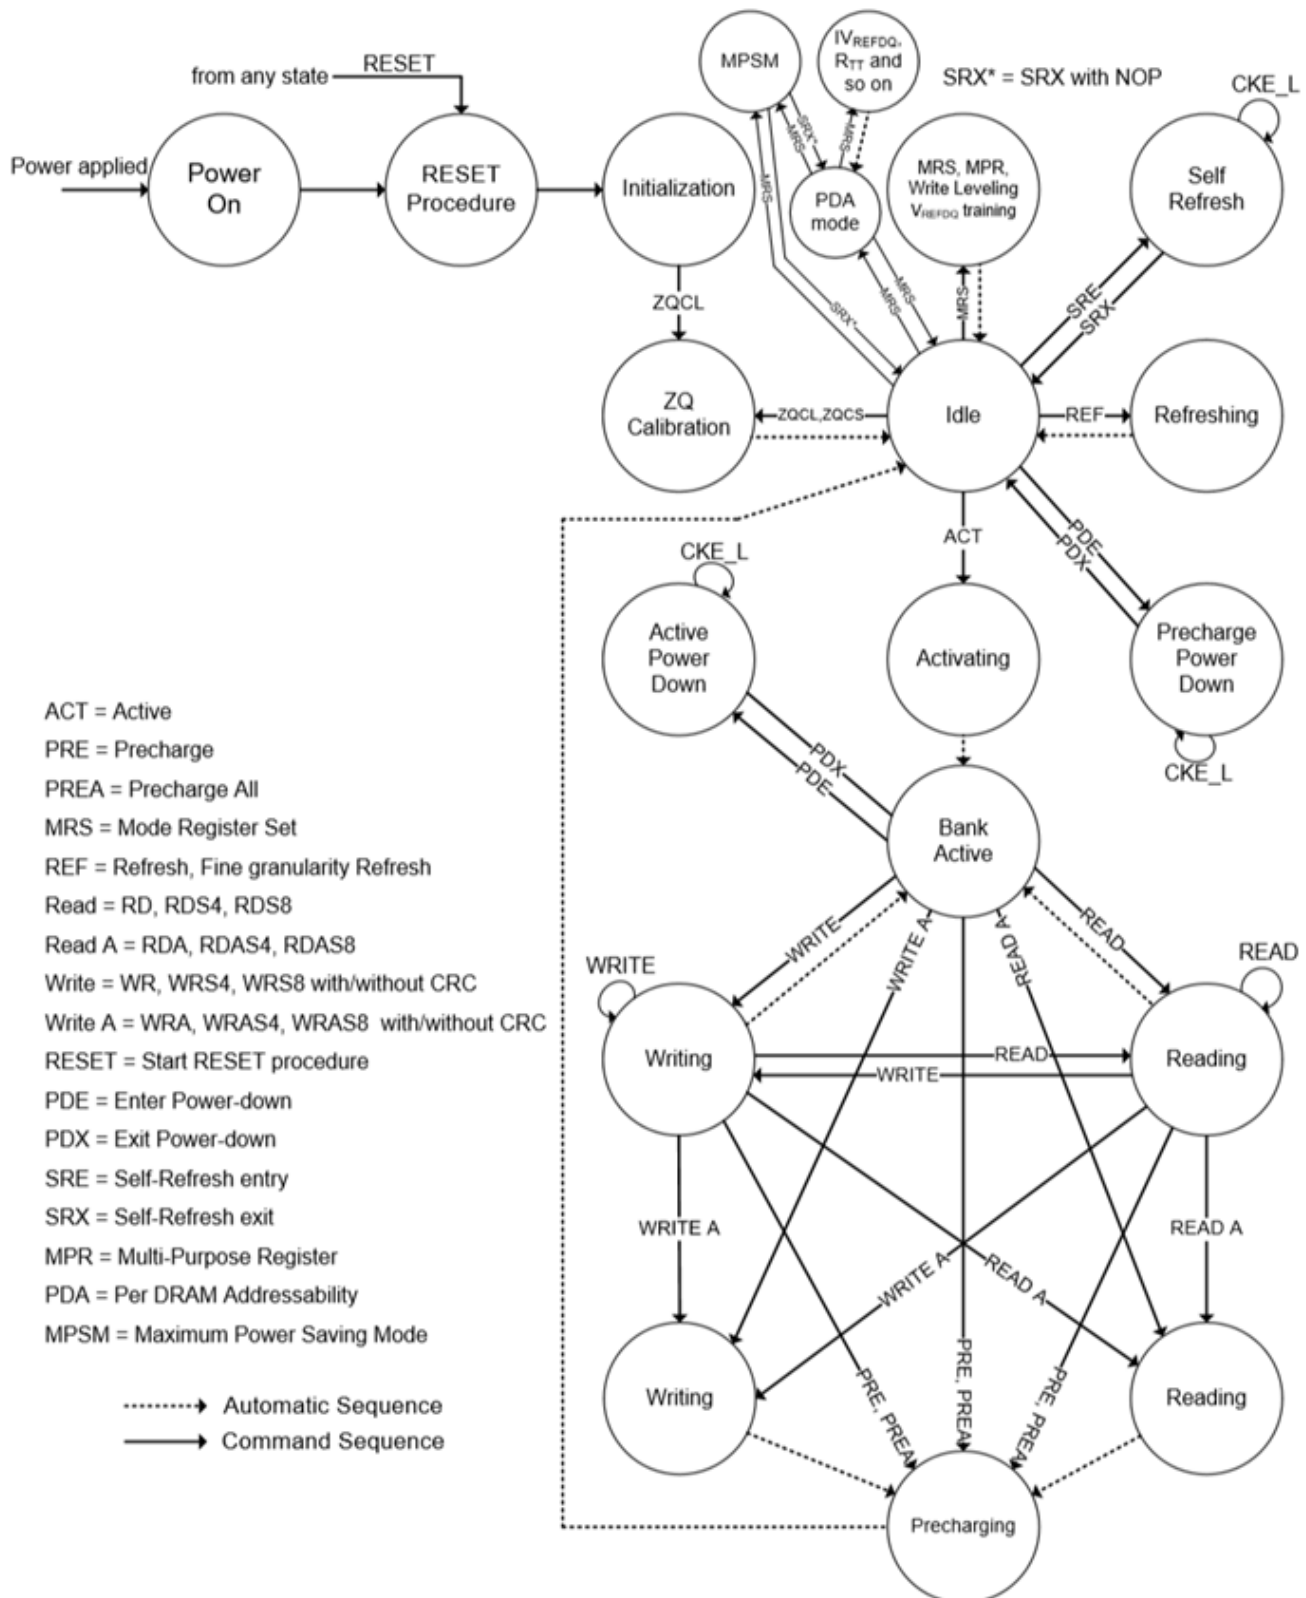 from any state
RESET
Power applied
Power
On
RESET
Procedure
Initialization
MPSM
IVREFDQ,
RTT and
so on
SRX* = SRX with NOP
CKE_L
MRS, MPR,
Write Leveling
VREFDQ training
Self
Refresh
PDA
mode
SRX*
MRS
MRS
MRS
SRX*
MRS
MRS
MRS
SRE
SRX
ZQCL
ZQ
Calibration
ZQCL,ZQCS
Idle
REF
Refreshing
ACT
PDE
PDX
CKE_L
Active
Power
Down
Activating
Precharge
Power
Down
CKE_L
PDX
PDE
Bank
Active
WRITE
WRITE A
READ A
READ
WRITE
READ
Writing
READ
WRITE
Reading
WRITE A
READ A
WRITE A
READ A
PRE, PREA
PRE, PREA
PRE, PREA
Writing
Reading
Precharging
ACT = Active
PRE = Precharge
PREA = Precharge All
MRS = Mode Register Set
REF = Refresh, Fine granularity Refresh
Read = RD, RDS4, RDS8
Read A = RDA, RDAS4, RDAS8
Write = WR, WRS4, WRS8 with/without CRC
Write A = WRA, WRAS4, WRAS8 with/without CRC
RESET = Start RESET procedure
PDE = Enter Power-down
PDX = Exit Power-down
SRE = Self-Refresh entry
SRX = Self-Refresh exit
MPR = Multi-Purpose Register
PDA = Per DRAM Addressability
MPSM = Maximum Power Saving Mode
Automatic Sequence
Command Sequence